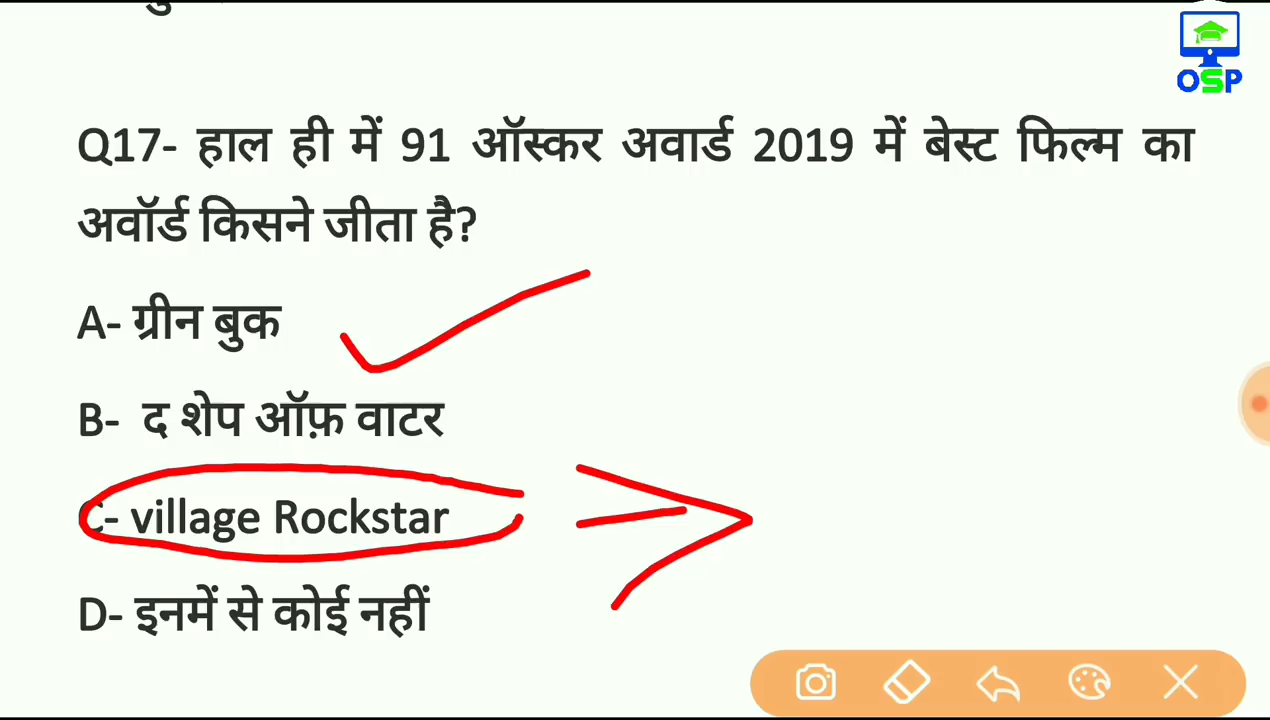 OSP
Q17- हाल ही में 91 ऑस्कर अवार्ड 2019 में बेस्ट फिल्म का
अवॉर्ड किसने जीता है?
A- ग्रीन बुक
B- द शेप ऑफ़ वाटर
C- village Rockstar
D- इनमें से कोई नहीं